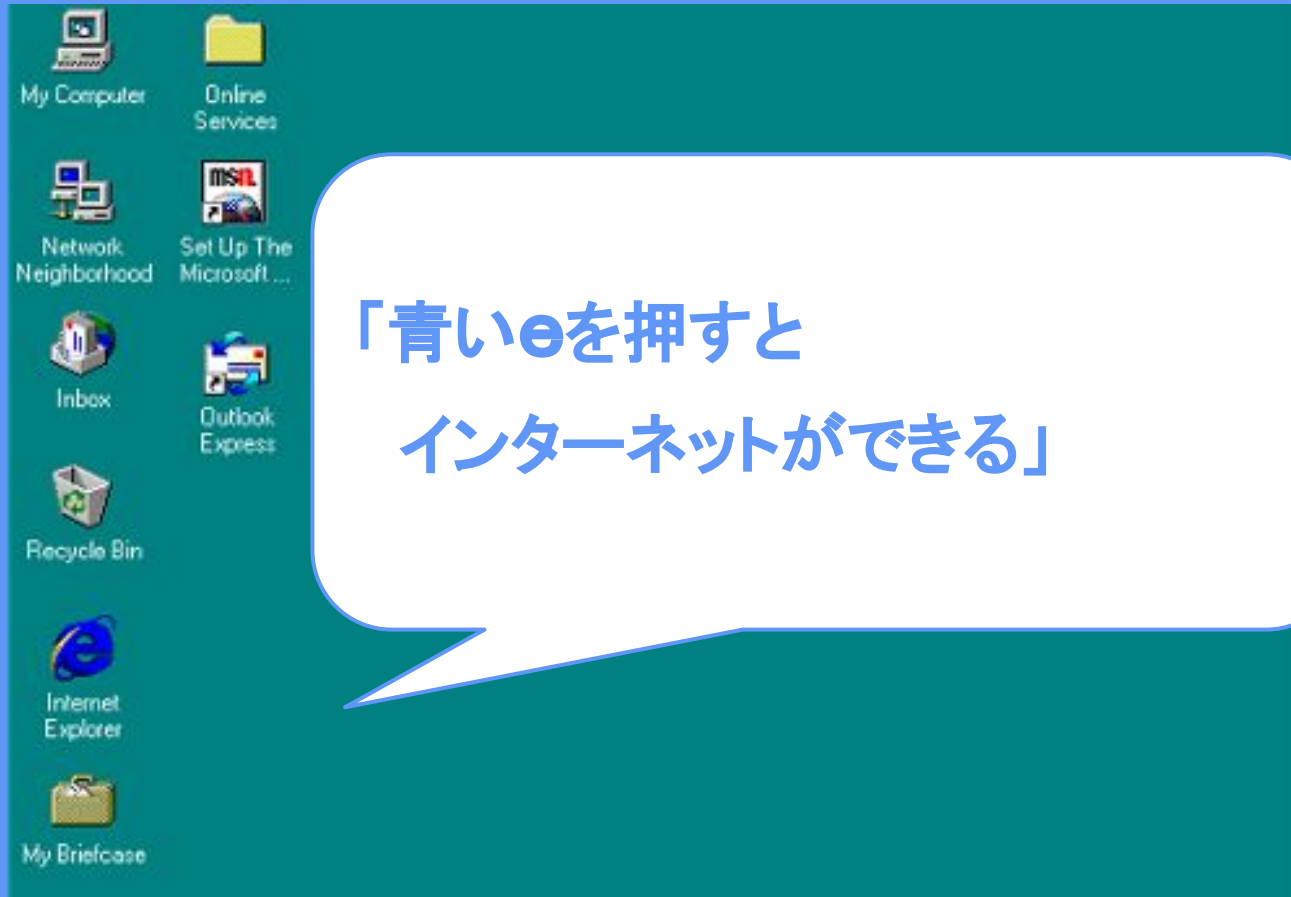 My Computer
Online
Services
Network
Neighborhood
msn.
Set Up The
Microsoft ...
Inbox
Outlook
Express
Recycle Bin
Internet
Explorer
My Briefcase
「青いeを押すと
インターネットができる」